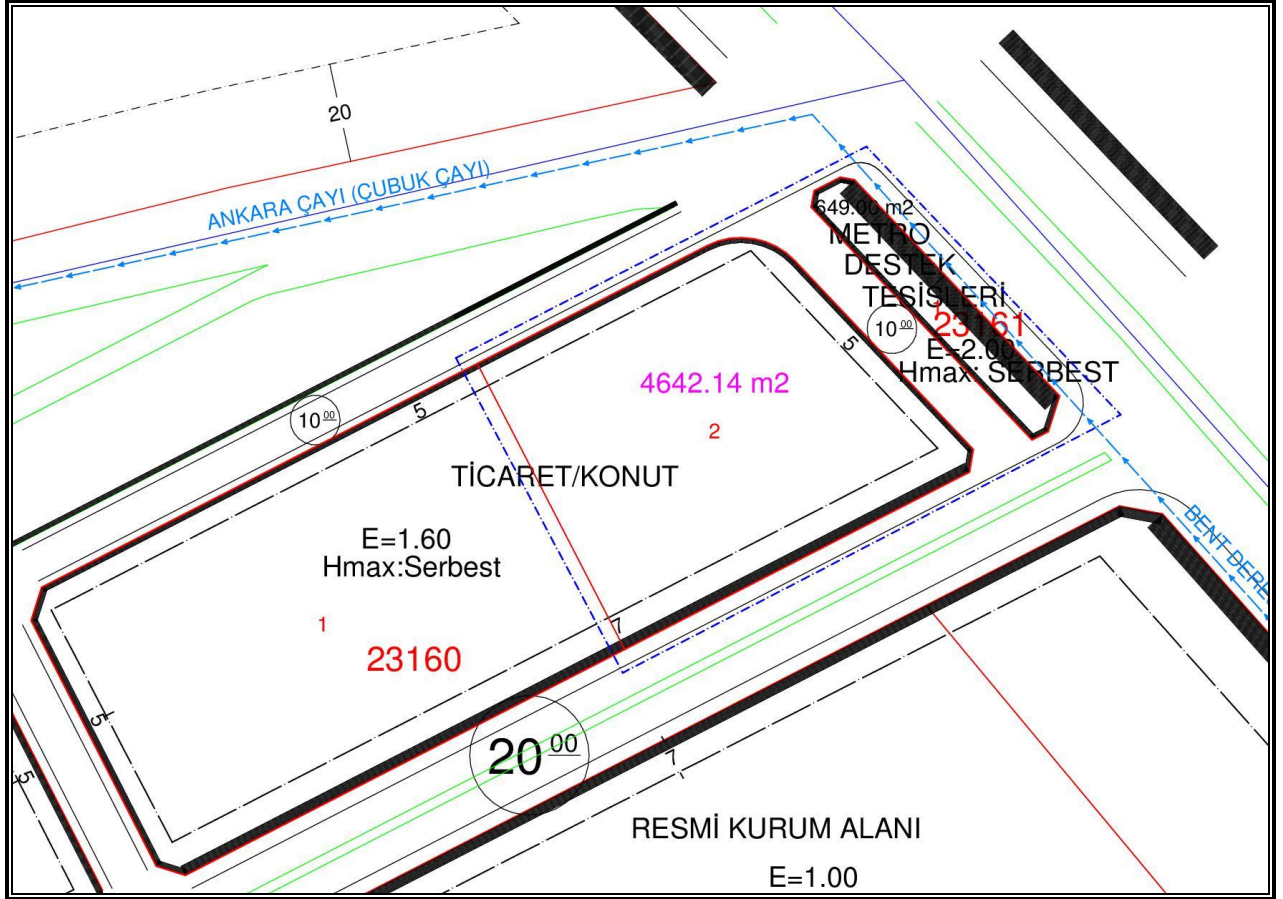 20
ANKARA ÇAYI (ÇUBUK ÇAYI)
649.00 m2
METRO
DESTEK
TESİSLERİ
23161
E=2.00
Hmax: SERBEST
10 00
5
4642.14 m2
2
5
10 00
TİCARET/KONUT
E=1.60
Hmax:Serbest
1
23160
7
5
5
20 00
7
BENT DERE
RESMİ KURUM ALANI
E=1.00